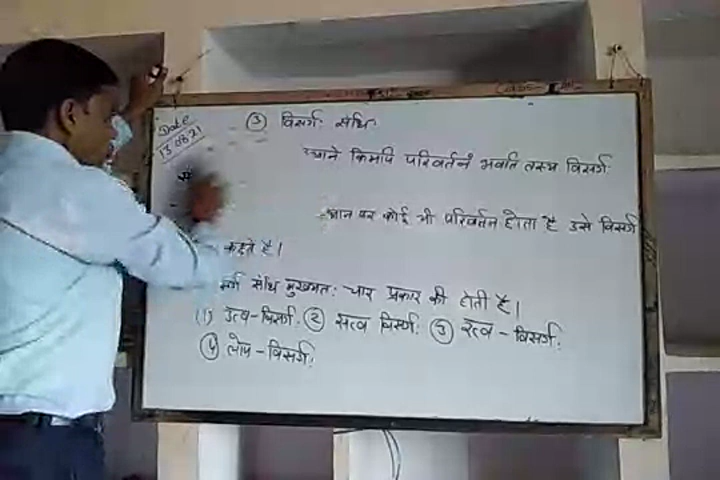 Date
13.08.21
③ विसर्ग: संधि:
स्थाने किमपि परिवर्तनं भवति तस्य विसर्ग:
स्थान पर कोई भी परिवर्तन होता है उसे विसर्ग
कहते है।
संधि मुख्यत: चार प्रकार की होती है।
(1) उत्व-विसर्ग: ② सत्व विसर्ग: ③ रत्व-विसर्ग:
④ लोप-विसर्ग: